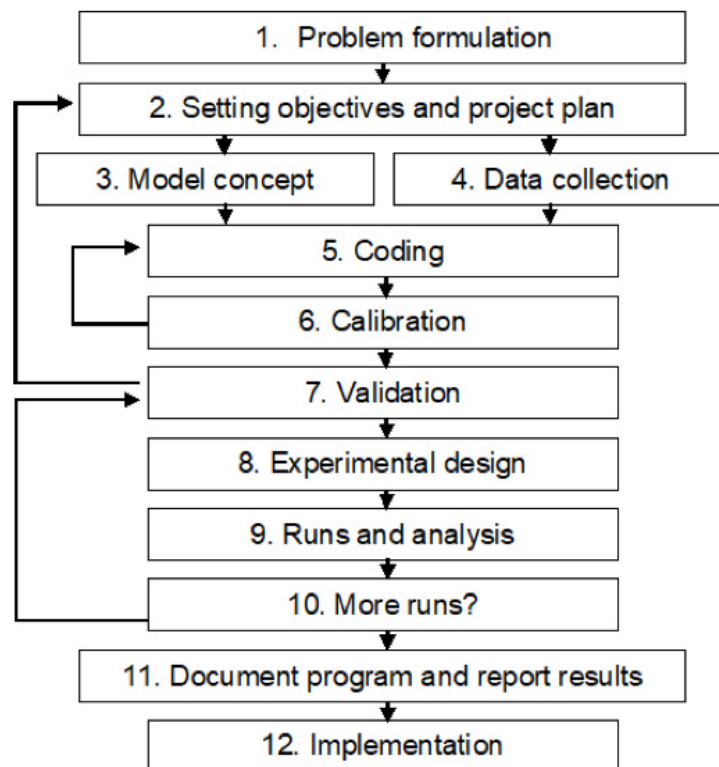 1. Problem formulation
2. Setting objectives and project plan
3. Model concept
4. Data collection
5. Coding
6. Calibration
7. Validation
8. Experimental design
9. Runs and analysis
10. More runs?
11. Document program and report results
12. Implementation